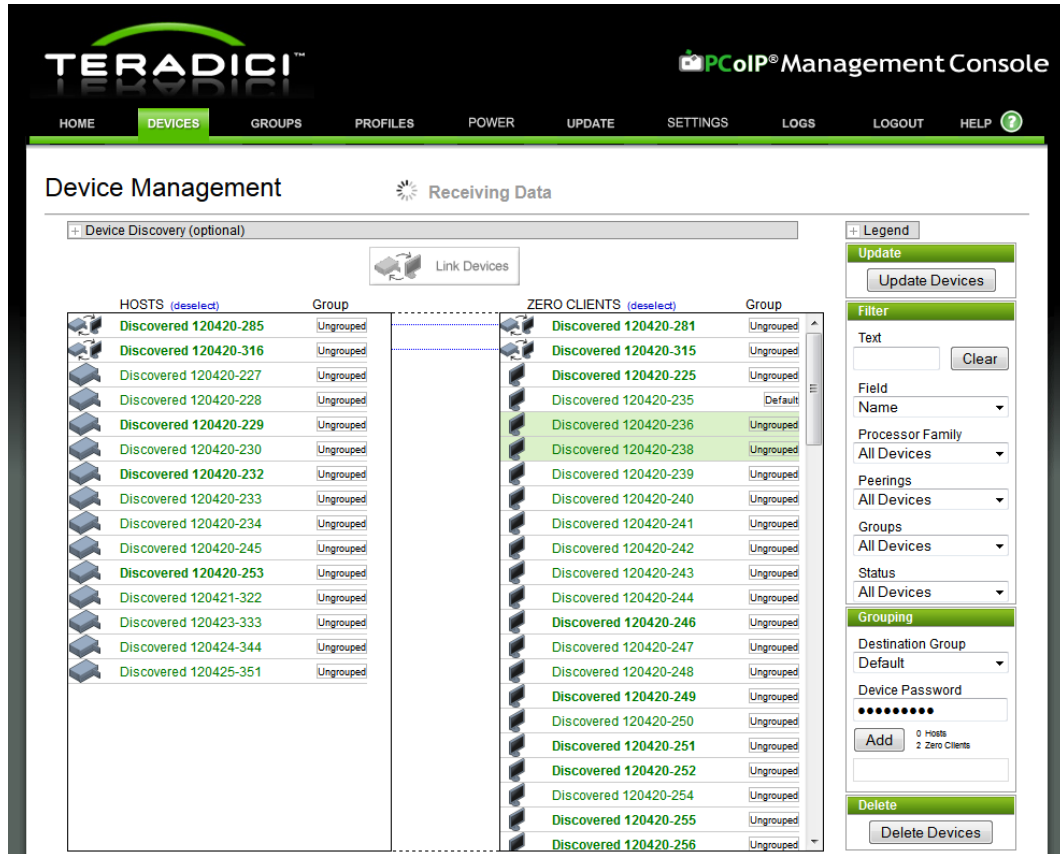 TERADICI™
PCoIP® Management Console
HOME DEVICES GROUPS PROFILES POWER UPDATE SETTINGS LOGS LOGOUT HELP ?
Device Management
Receiving Data
+ Device Discovery (optional)
+ Legend
Link Devices
HOSTS (deselect) Group
Discovered 120420-285 Ungrouped
Discovered 120420-316 Ungrouped
Discovered 120420-227 Ungrouped
Discovered 120420-228 Ungrouped
Discovered 120420-229 Ungrouped
Discovered 120420-230 Ungrouped
Discovered 120420-232 Ungrouped
Discovered 120420-233 Ungrouped
Discovered 120420-234 Ungrouped
Discovered 120420-245 Ungrouped
Discovered 120420-253 Ungrouped
Discovered 120421-322 Ungrouped
Discovered 120423-333 Ungrouped
Discovered 120424-344 Ungrouped
Discovered 120425-351 Ungrouped
ZERO CLIENTS (deselect) Group
Discovered 120420-281 Ungrouped
Discovered 120420-315 Ungrouped
Discovered 120420-225 Ungrouped
Discovered 120420-235 Default
Discovered 120420-236 Ungrouped
Discovered 120420-238 Ungrouped
Discovered 120420-239 Ungrouped
Discovered 120420-240 Ungrouped
Discovered 120420-241 Ungrouped
Discovered 120420-242 Ungrouped
Discovered 120420-243 Ungrouped
Discovered 120420-244 Ungrouped
Discovered 120420-246 Ungrouped
Discovered 120420-247 Ungrouped
Discovered 120420-248 Ungrouped
Discovered 120420-249 Ungrouped
Discovered 120420-250 Ungrouped
Discovered 120420-251 Ungrouped
Discovered 120420-252 Ungrouped
Discovered 120420-254 Ungrouped
Discovered 120420-255 Ungrouped
Discovered 120420-256 Ungrouped
Update
Update Devices
Filter
Text
Clear
Field
Name
Processor Family
All Devices
Peerings
All Devices
Groups
All Devices
Status
All Devices
Grouping
Destination Group
Default
Device Password
●●●●●●●●●
Add
0 Hosts
2 Zero Clients
Delete
Delete Devices